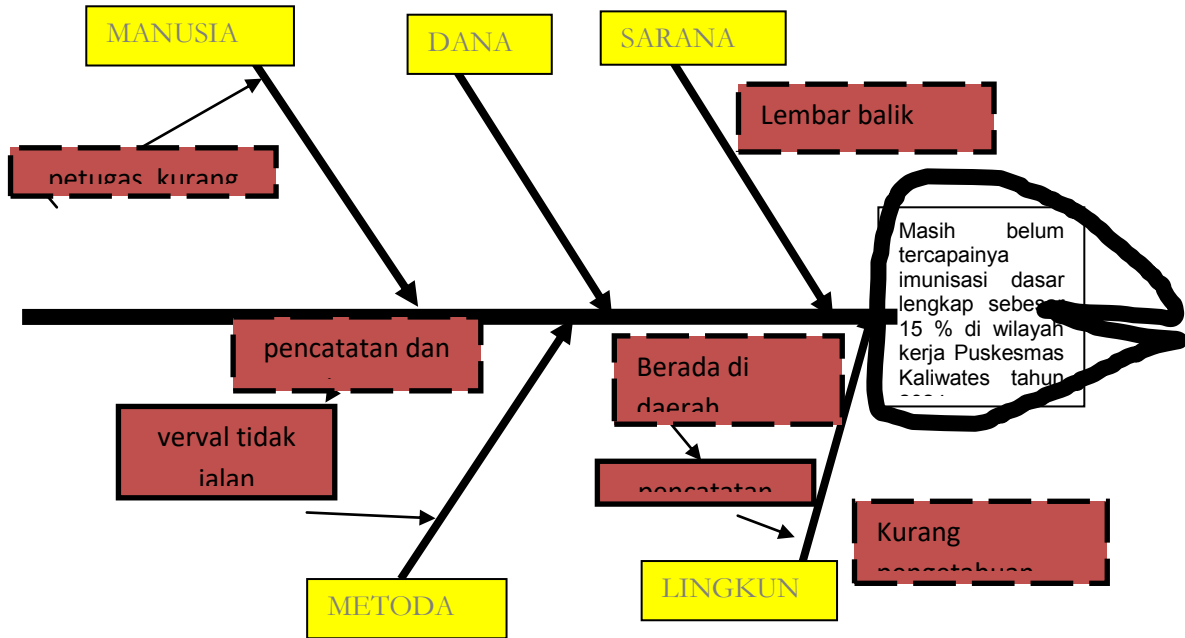 MANUSIA
DANA
SARANA
Lembar balik
petugas kurang
Masih belum
tercapainya
imunisasi dasar
lengkap sebesar
15 % di wilayah
kerja Puskesmas
Kaliwates tahun
pencatatan dan
Berada di
daerah
verval tidak
jalan
pencatatan
Kurang
pengetahuan
METODA
LINGKUN